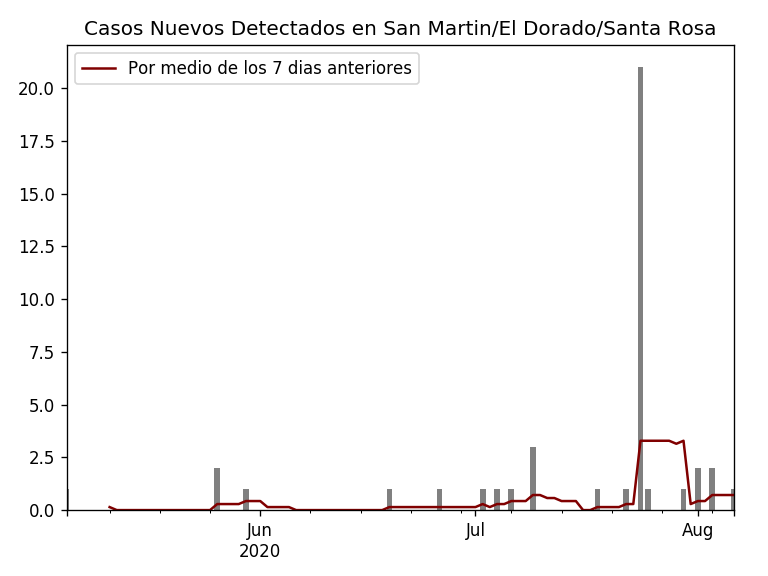 Casos Nuevos Detectados en San Martin/El Dorado/Santa Rosa
Por medio de los 7 dias anteriores
20.0
17.5
15.0
12.5
10.0
7.5
5.0
2.5
0.0
Jun
2020
Jul
Aug